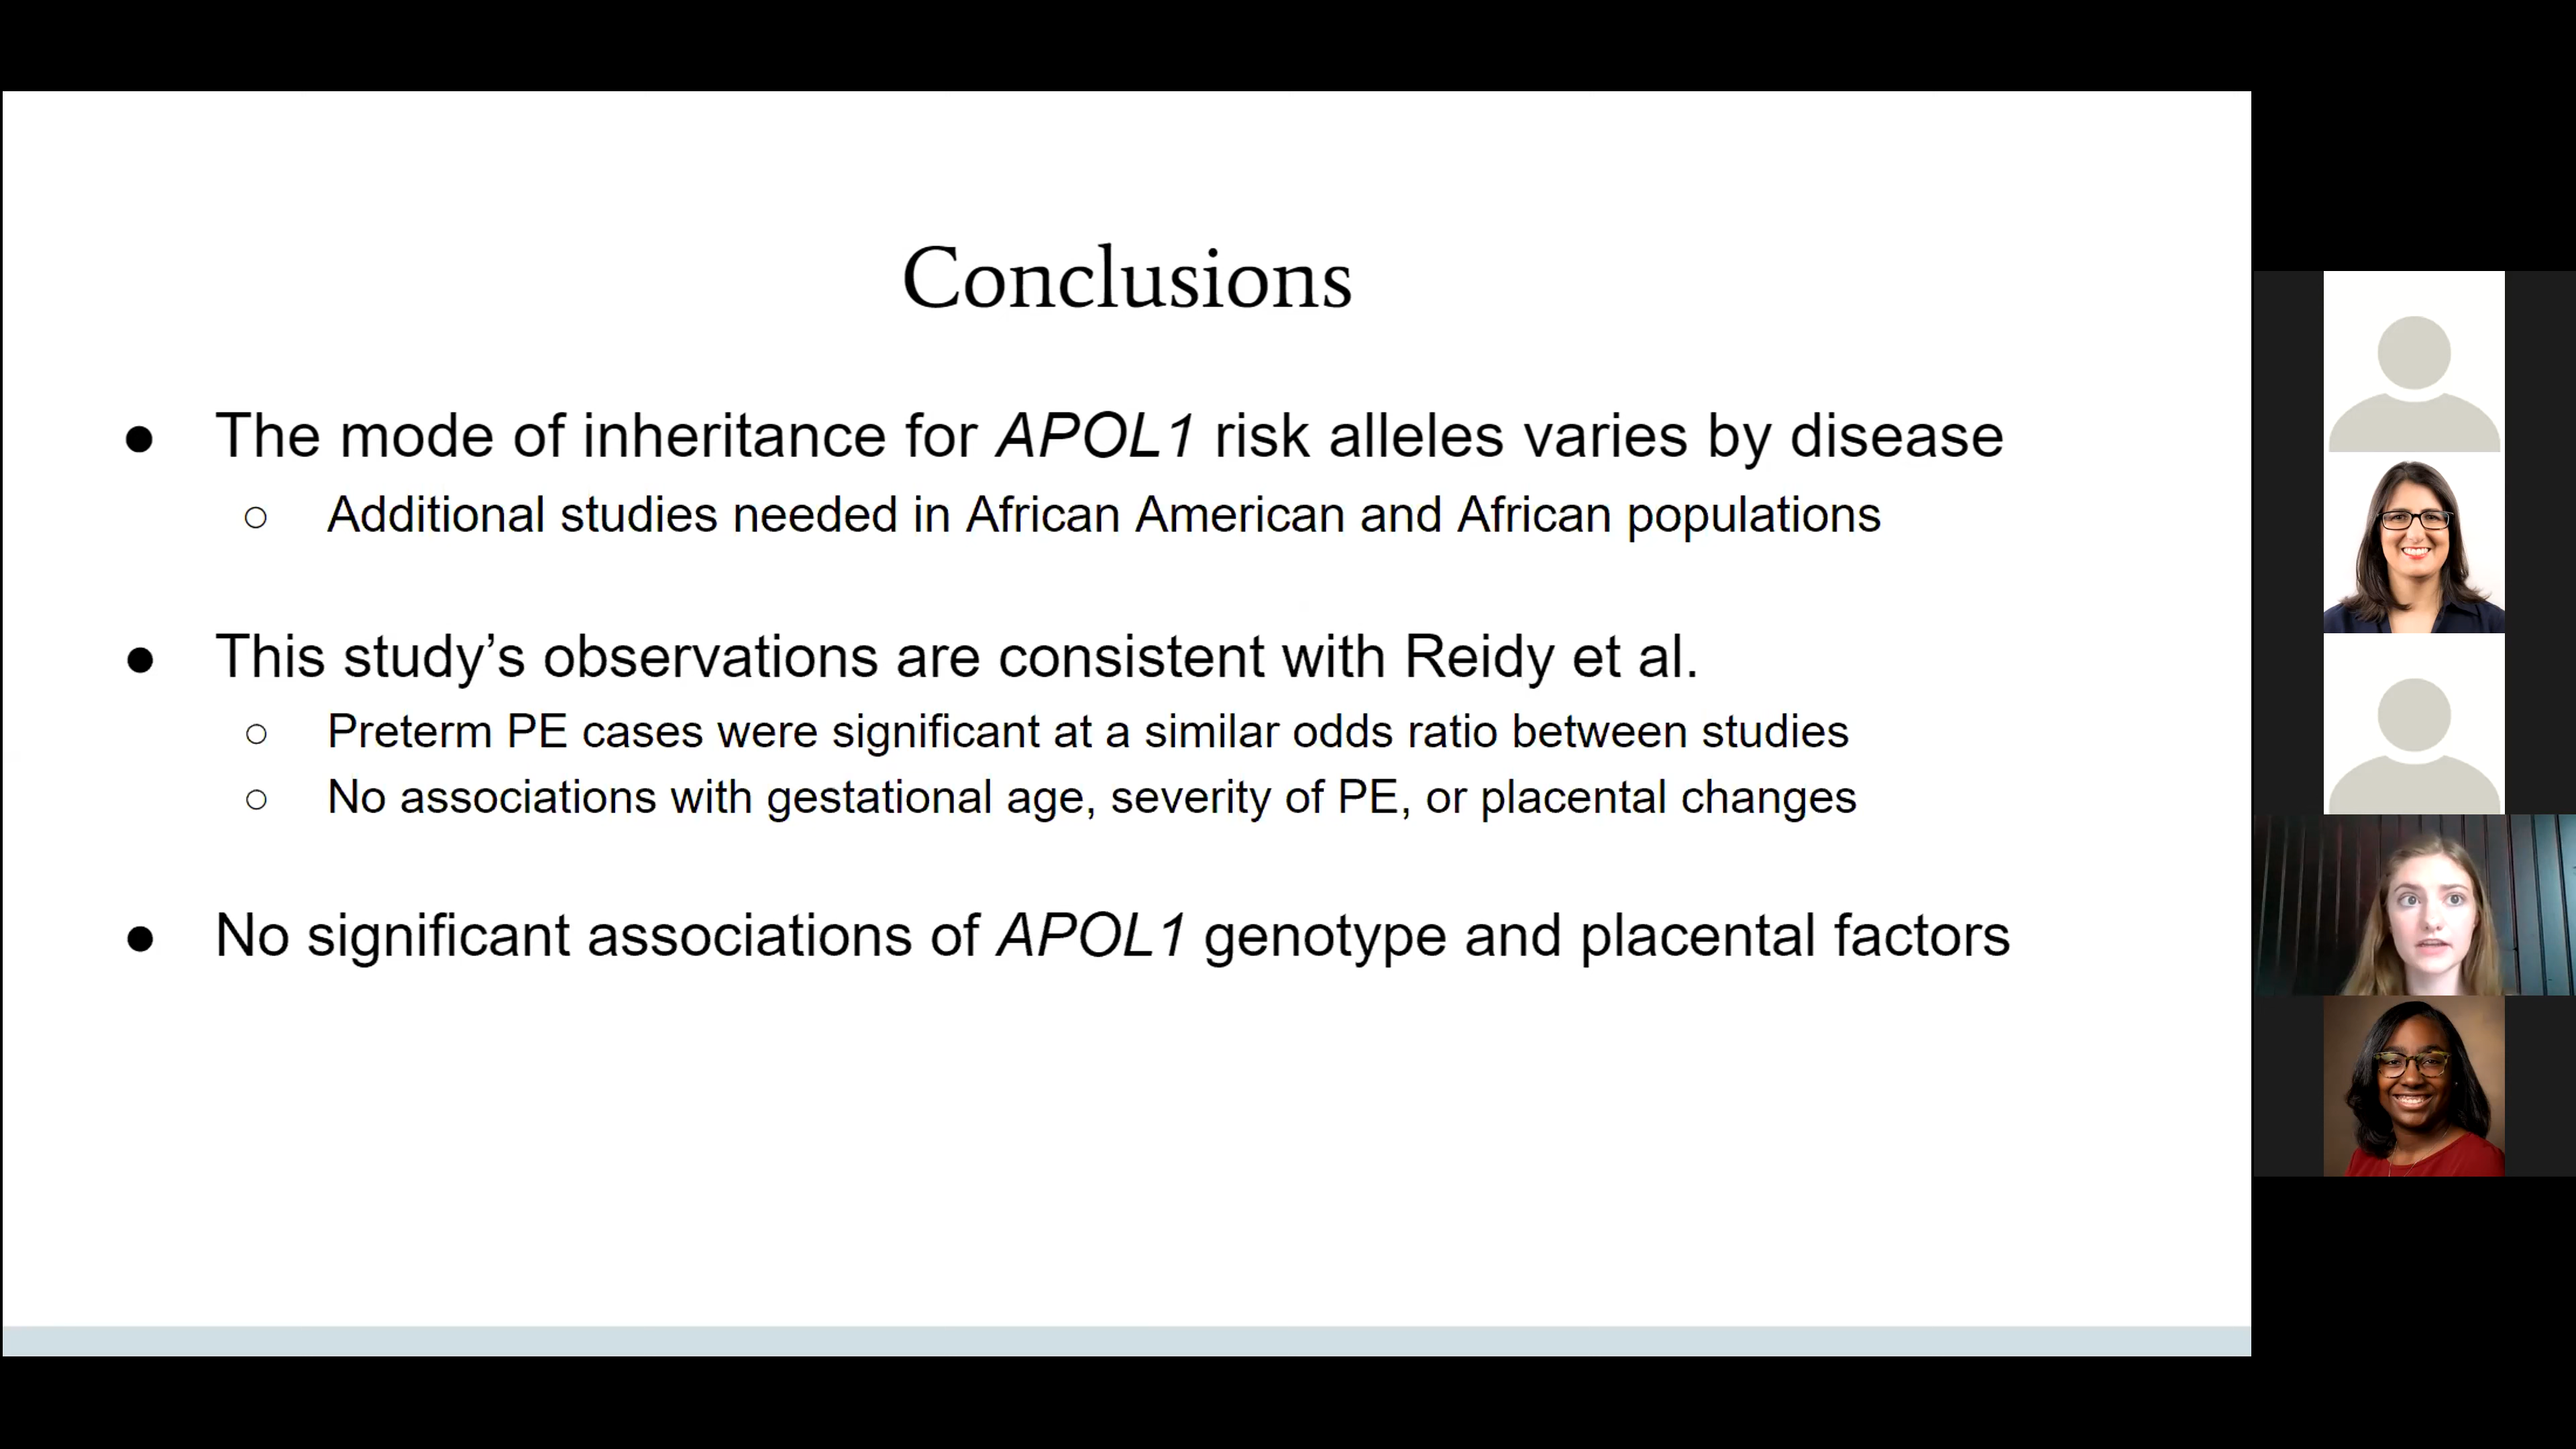 Conclusions
● The mode of inheritance for APOL1 risk alleles varies by disease
○ Additional studies needed in African American and African populations
● This study’s observations are consistent with Reidy et al.
○ Preterm PE cases were significant at a similar odds ratio between studies
○ No associations with gestational age, severity of PE, or placental changes
● No significant associations of APOL1 genotype and placental factors